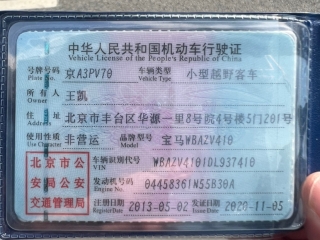 中华人民共和国机动车行驶证
Vehicle License of the People's Republic of China
号牌号码 京A3PV70 车辆类型 小型越野客车
Plate No. Vehicle Type
所有人 王凯
Owner
住址 北京市丰台区华源一里8号院4号楼5门1201号
Address
使用性质 非营运 品牌型号 宝马WBAZV410
Use Character Model
北京市公安局公安交通管理局
车辆识别代号 WBAZV4101DL937410
VIN
发动机号码 04458361N55B30A
Engine No.
注册日期 2013-05-02 发证日期 2020-11-05
Register Date Issue Date